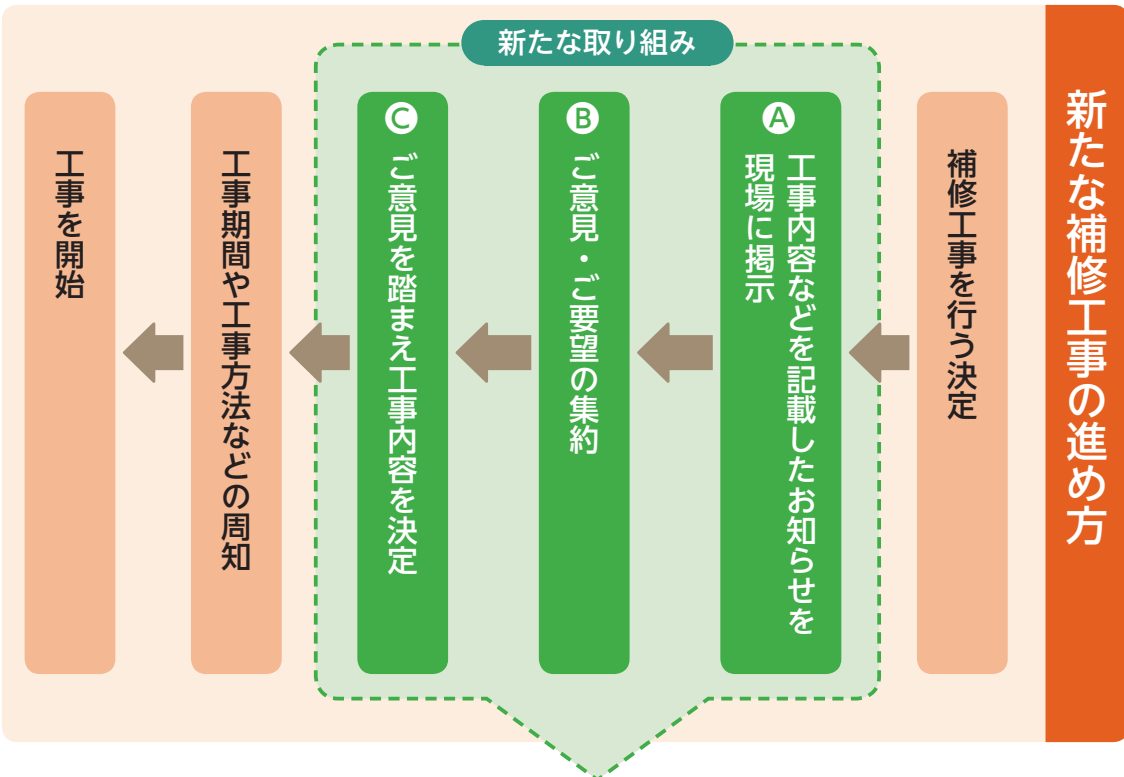 新たな補修工事の進め方
補修工事を行う決定
新たな取り組み
A
工事内容などを記載したお知らせを
現場に掲示
B
ご意見・ご要望の集約
C
ご意見を踏まえ工事内容を決定
工事期間や工事方法などの周知
工事を開始